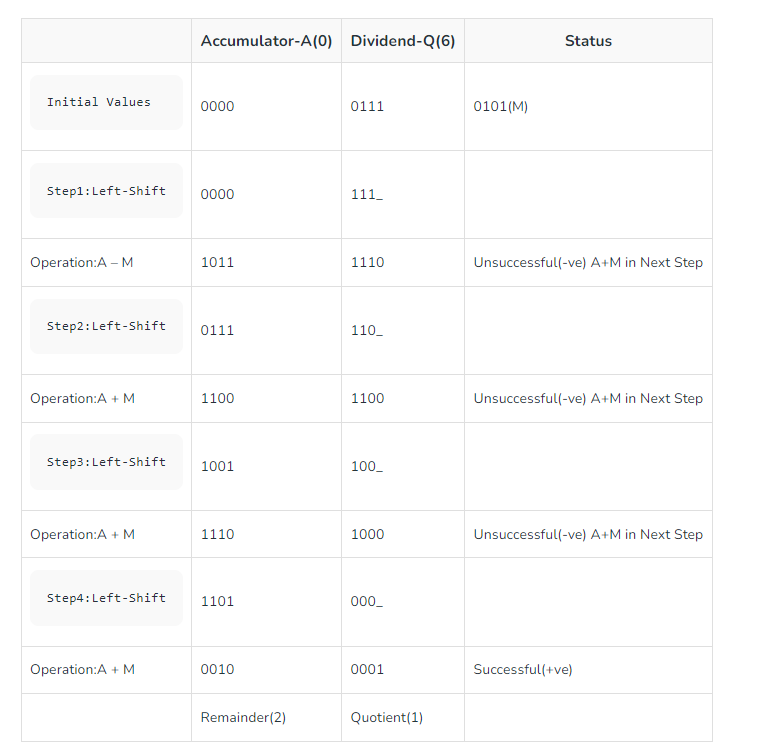 Accumulator-A(0) Dividend-Q(6) Status
Initial Values 0000 0111 0101(M)
Step1:Left-Shift 0000 111_
Operation:A – M 1011 1110 Unsuccessful(-ve) A+M in Next Step
Step2:Left-Shift 0111 110_
Operation:A + M 1100 1100 Unsuccessful(-ve) A+M in Next Step
Step3:Left-Shift 1001 100_
Operation:A + M 1110 1000 Unsuccessful(-ve) A+M in Next Step
Step4:Left-Shift 1101 000_
Operation:A + M 0010 0001 Successful(+ve)
Remainder(2) Quotient(1)